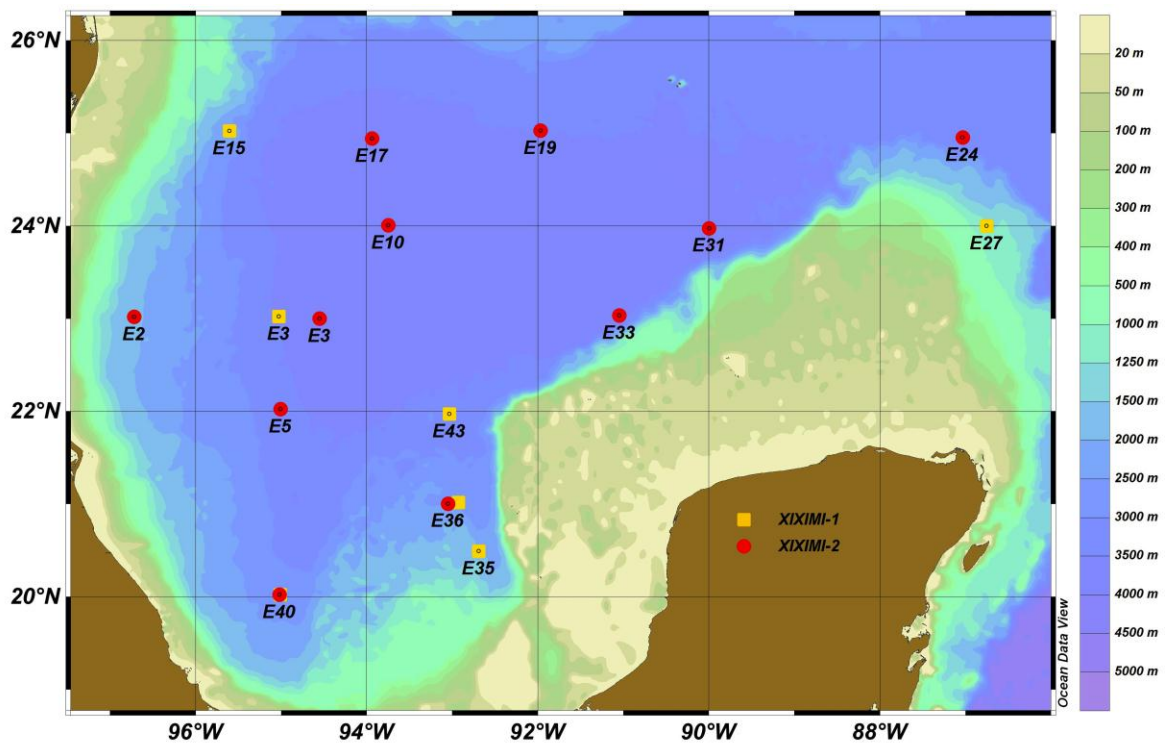 26°N
24°N
22°N
20°N
96°W
94°W
92°W
90°W
88°W
E15
E17
E19
E24
E10
E31
E27
E2
E3
E3
E33
E5
E43
E36
E35
E40
XIXIMI-1
XIXIMI-2
Ocean Data View
20 m
50 m
100 m
200 m
300 m
400 m
500 m
1000 m
1250 m
1500 m
2000 m
2500 m
3000 m
3500 m
4000 m
4500 m
5000 m